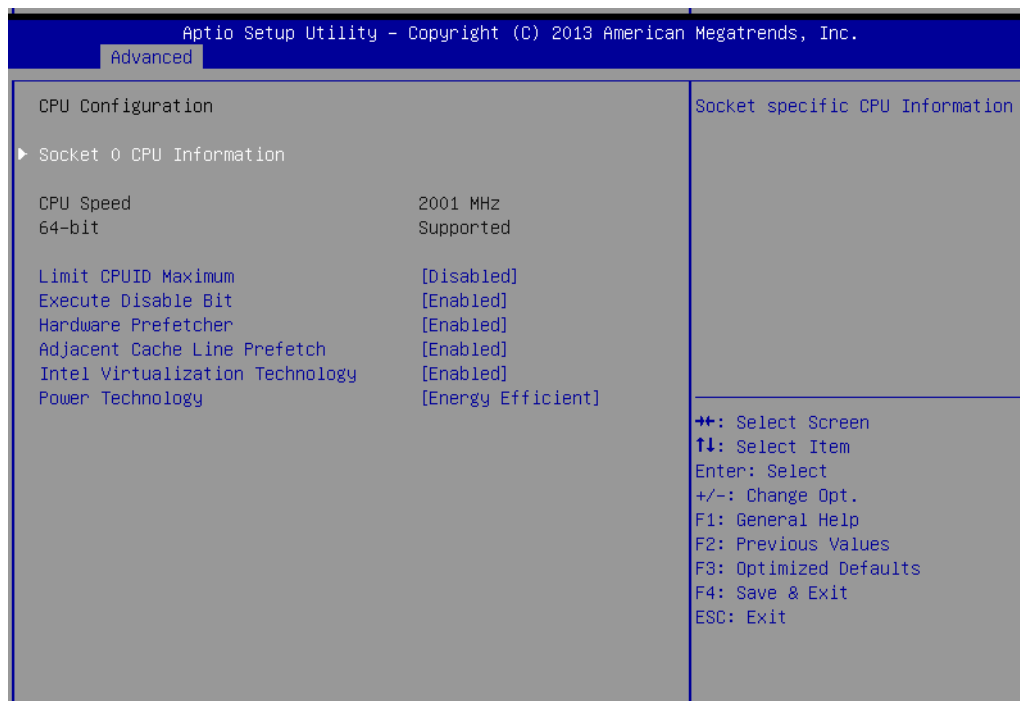 Aptio Setup Utility – Copyright (C) 2013 American Megatrends, Inc.
Advanced
CPU Configuration
Socket 0 CPU Information
CPU Speed 2001 MHz
64-bit Supported
Limit CPUID Maximum [Disabled]
Execute Disable Bit [Enabled]
Hardware Prefetcher [Enabled]
Adjacent Cache Line Prefetch [Enabled]
Intel Virtualization Technology [Enabled]
Power Technology [Energy Efficient]
Socket specific CPU Information
→←: Select Screen
↑↓: Select Item
Enter: Select
+/-: Change Opt.
F1: General Help
F2: Previous Values
F3: Optimized Defaults
F4: Save & Exit
ESC: Exit